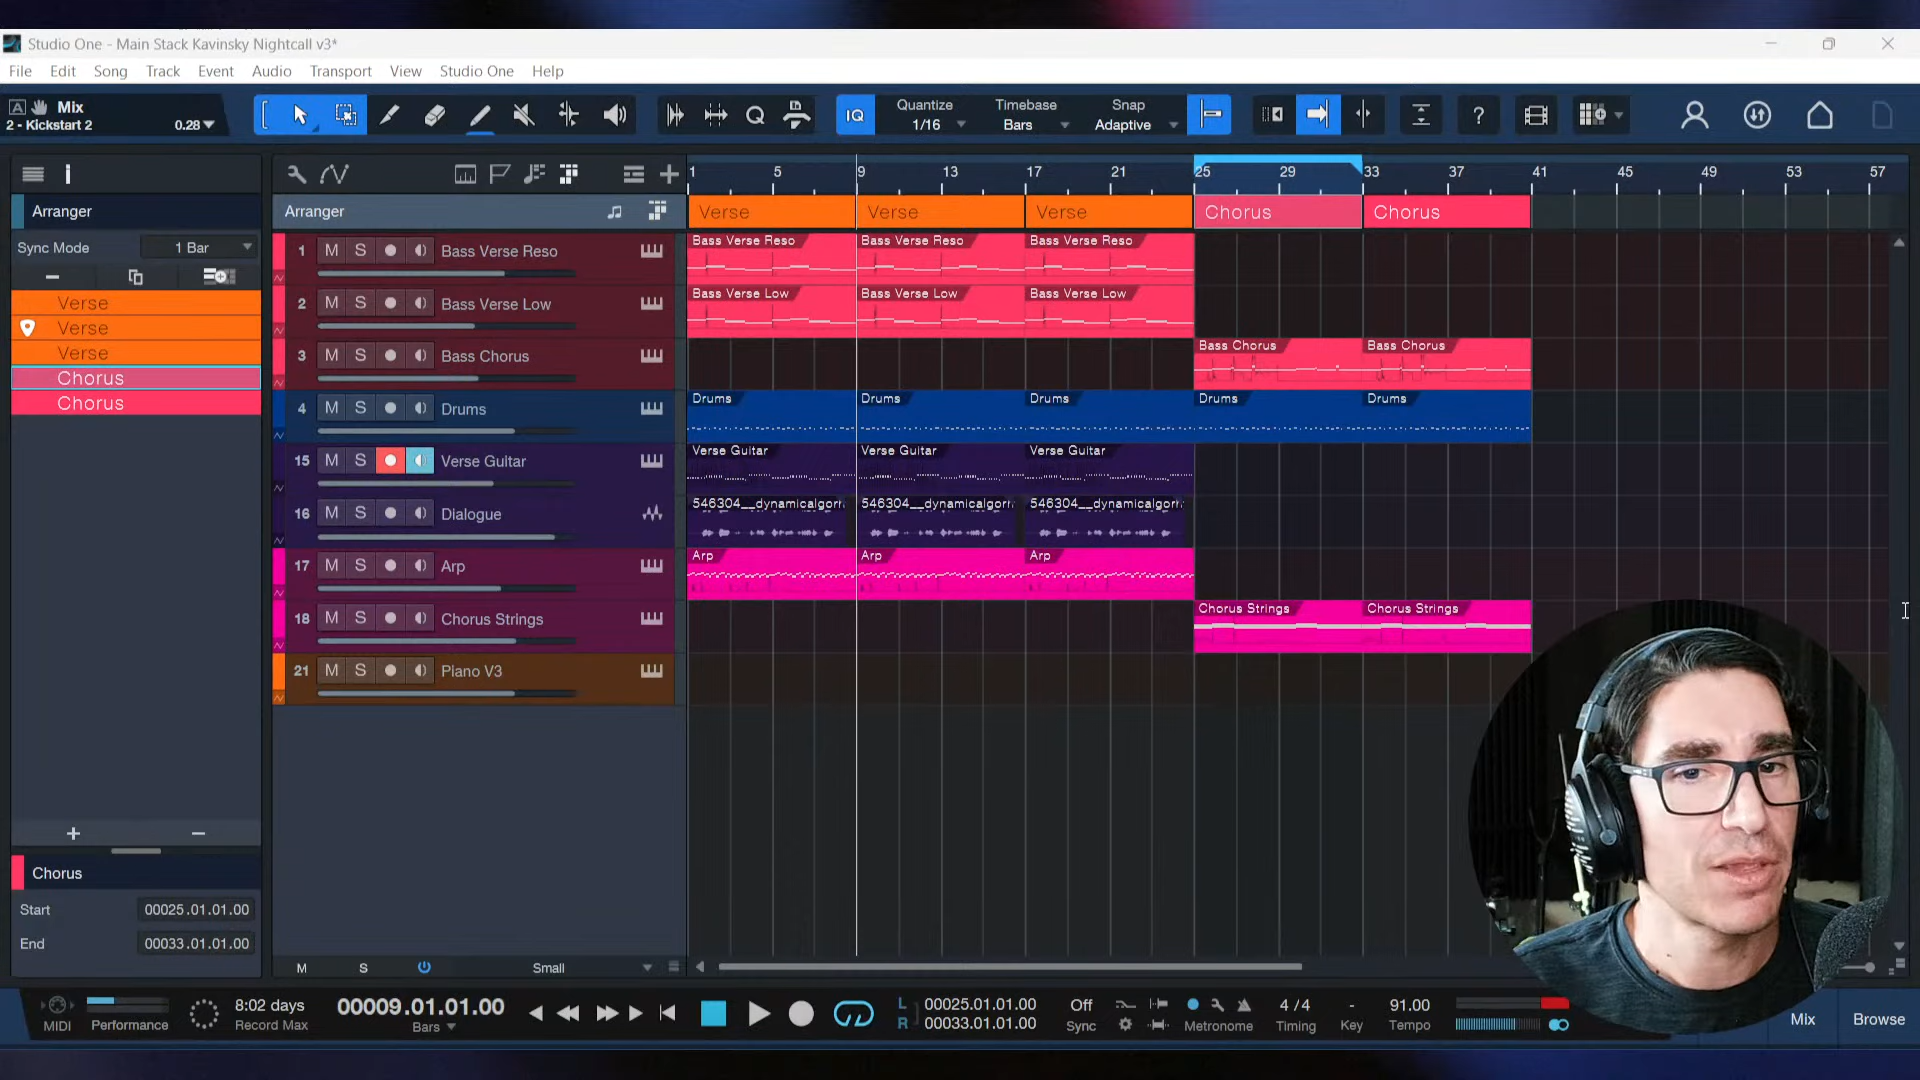 Studio One - Main Stack Kavinsky Nightcall v3*
File Edit Song Track Event Audio Transport View Studio One Help
A Mix
2 - Kickstart 2 0.28
IQ
Quantize
1/16
Timebase
Bars
Snap
Adaptive
?
1 5 9 13 17 21 25 29 33 37 41 45 49 53 57
Arranger
Sync Mode 1 Bar
Verse
Verse
Verse
Chorus
Chorus
Chorus
Start 00025.01.01.00
End 00033.01.01.00
Arranger
Verse Verse Verse Chorus Chorus
1 M S Bass Verse Reso
Bass Verse Reso Bass Verse Reso Bass Verse Reso
2 M S Bass Verse Low
Bass Verse Low Bass Verse Low Bass Verse Low
3 M S Bass Chorus
Bass Chorus Bass Chorus
4 M S Drums
Drums Drums Drums Drums Drums
15 M S Verse Guitar
Verse Guitar Verse Guitar Verse Guitar
16 M S Dialogue
546304__dynamicalgorh 546304__dynamicalgorh 546304__dynamicalgorh
17 M S Arp
Arp Arp Arp
18 M S Chorus Strings
Chorus Strings Chorus Strings
21 M S Piano V3
M S Small
MIDI
Performance
8:02 days
Record Max
00009.01.01.00
Bars
L 00025.01.01.00
R 00033.01.01.00
Off
Sync
Metronome
4 / 4
Timing
-
Key
91.00
Tempo
Mix Browse